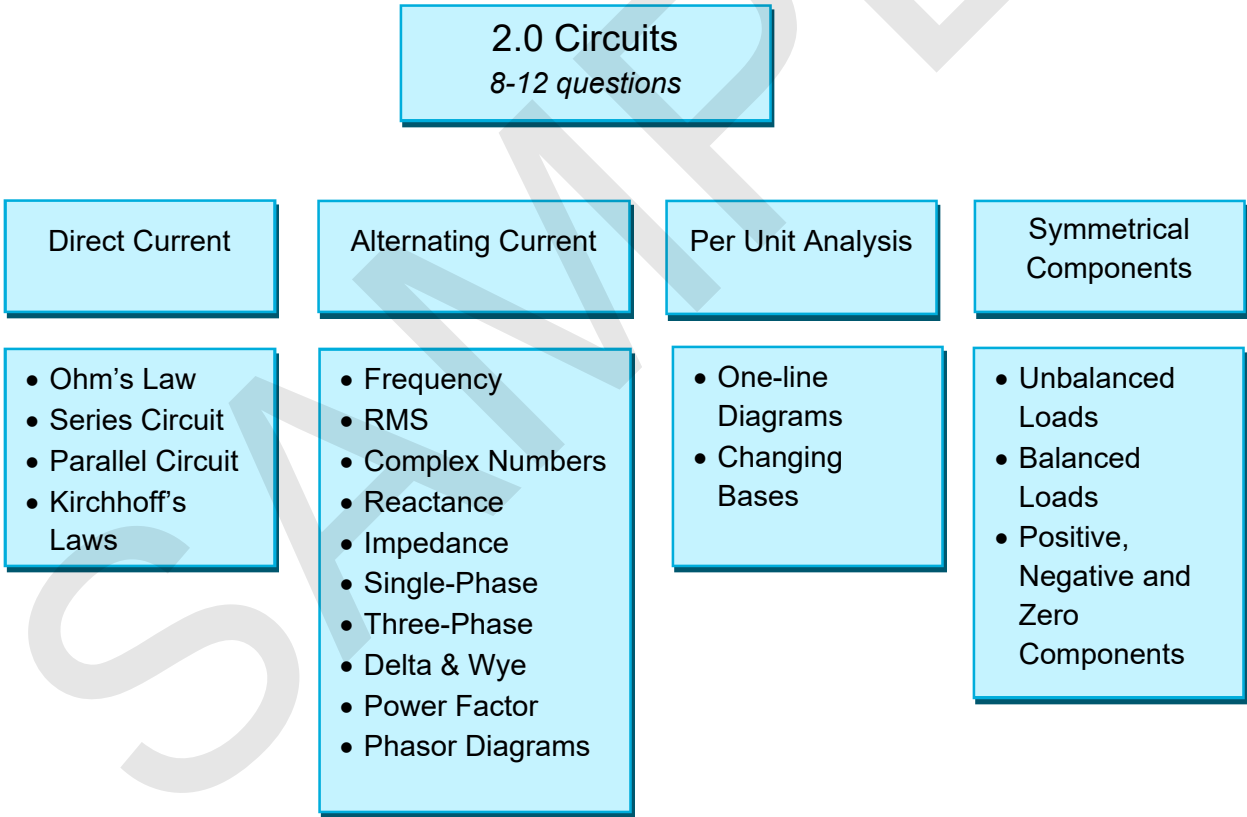 2.0 Circuits
8-12 questions
Direct Current
Alternating Current
Per Unit Analysis
Symmetrical
Components
• Ohm’s Law
• Series Circuit
• Parallel Circuit
• Kirchhoff’s
Laws
• Frequency
• RMS
• Complex Numbers
• Reactance
• Impedance
• Single-Phase
• Three-Phase
• Delta & Wye
• Power Factor
• Phasor Diagrams
• One-line
Diagrams
• Changing
Bases
• Unbalanced
Loads
• Balanced
Loads
• Positive,
Negative and
Zero
Components
SAMPLE